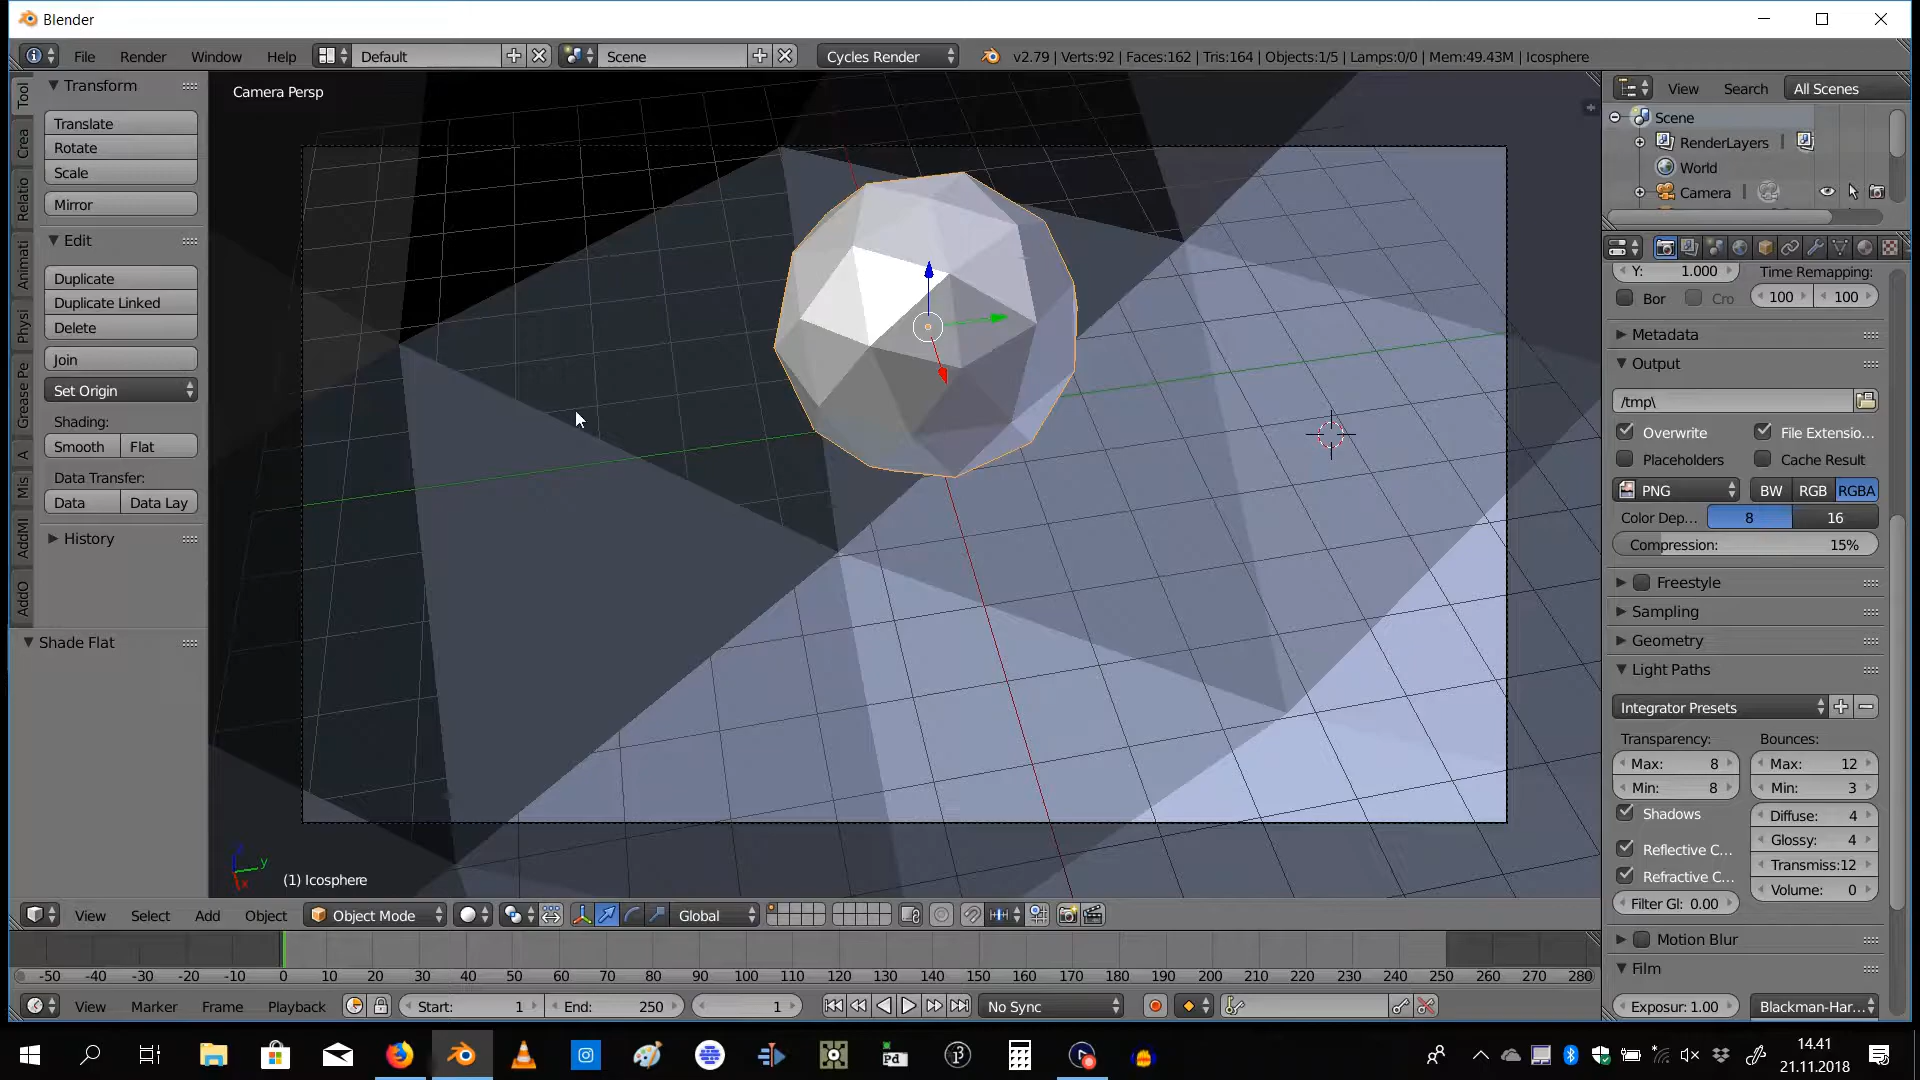 Blender
File Render Window Help Default Scene Cycles Render v2.79 | Verts:92 | Faces:162 | Tris:164 | Objects:1/5 | Lamps:0/0 | Mem:49.43M | Icosphere
Tool
Crea
Relatio
Animati
Physi
Grease Pe
A
Mis
AddMI
AddO
Transform
Translate
Rotate
Scale
Mirror
Edit
Duplicate
Duplicate Linked
Delete
Join
Set Origin
Shading:
Smooth Flat
Data Transfer:
Data Data Lay
History
Shade Flat
Camera Persp
(1) Icosphere
z
y
x
View Search All Scenes
Scene
RenderLayers
World
Camera
Y: 1.000
Time Remapping:
Bor Cro 100 100
Metadata
Output
/tmp\
Overwrite File Extensio...
Placeholders Cache Result
PNG BW RGB RGBA
Color Dep... 8 16
Compression: 15%
Freestyle
Sampling
Geometry
Light Paths
Integrator Presets
Transparency: Bounces:
Max: 8 Max: 12
Min: 8 Min: 3
Shadows Diffuse: 4
Reflective C... Glossy: 4
Refractive C... Transmiss:12
Filter Gl: 0.00 Volume: 0
Motion Blur
Film
Exposur: 1.00 Blackman-Har...
View Select Add Object Object Mode Global
-50 -40 -30 -20 -10 0 10 20 30 40 50 60 70 80 90 100 110 120 130 140 150 160 170 180 190 200 210 220 230 240 250 260 270 280
View Marker Frame Playback Start: 1 End: 250 1 No Sync
Pd
14.41
21.11.2018